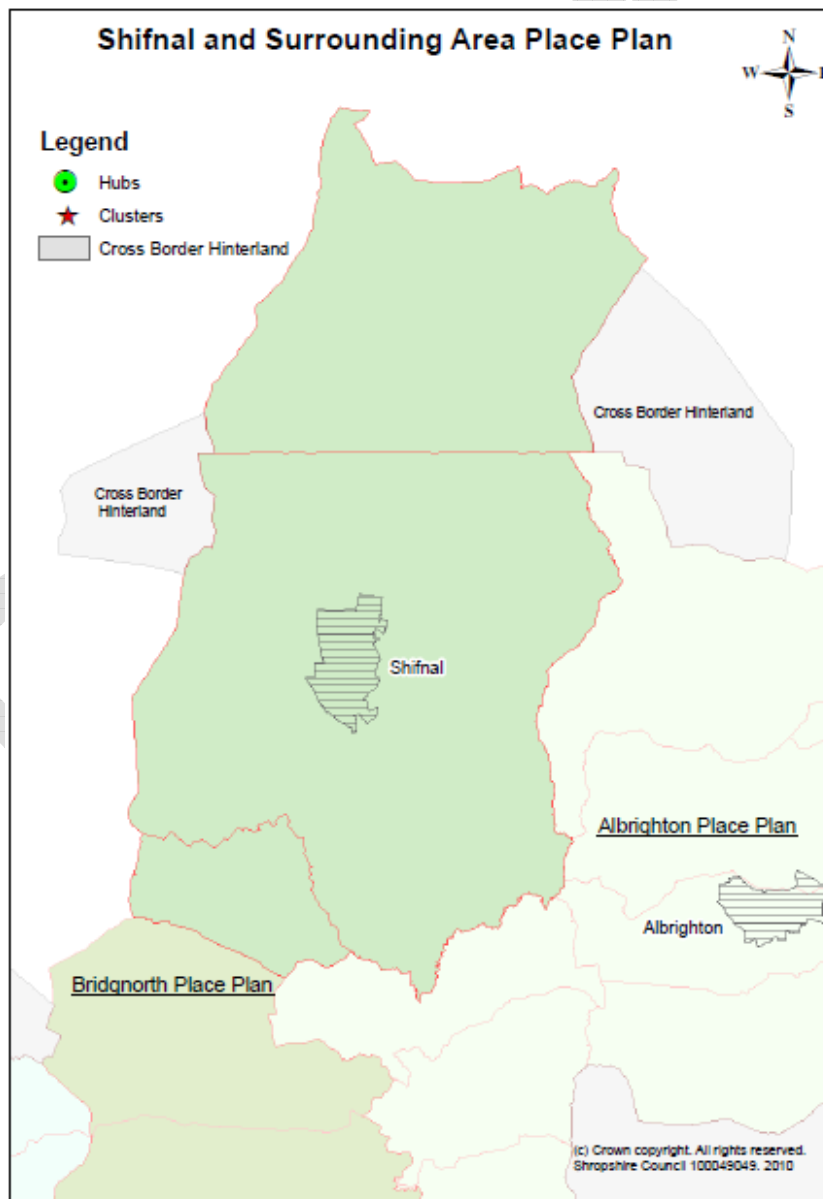 Shifnal and Surrounding Area Place Plan
N
W
E
S
Legend
Hubs
Clusters
Cross Border Hinterland
Cross Border Hinterland
Cross Border
Hinterland
Shifnal
Albrighton Place Plan
Albrighton
Bridgnorth Place Plan
(c) Crown copyright. All rights reserved.
Shropshire Council 100049049. 2010